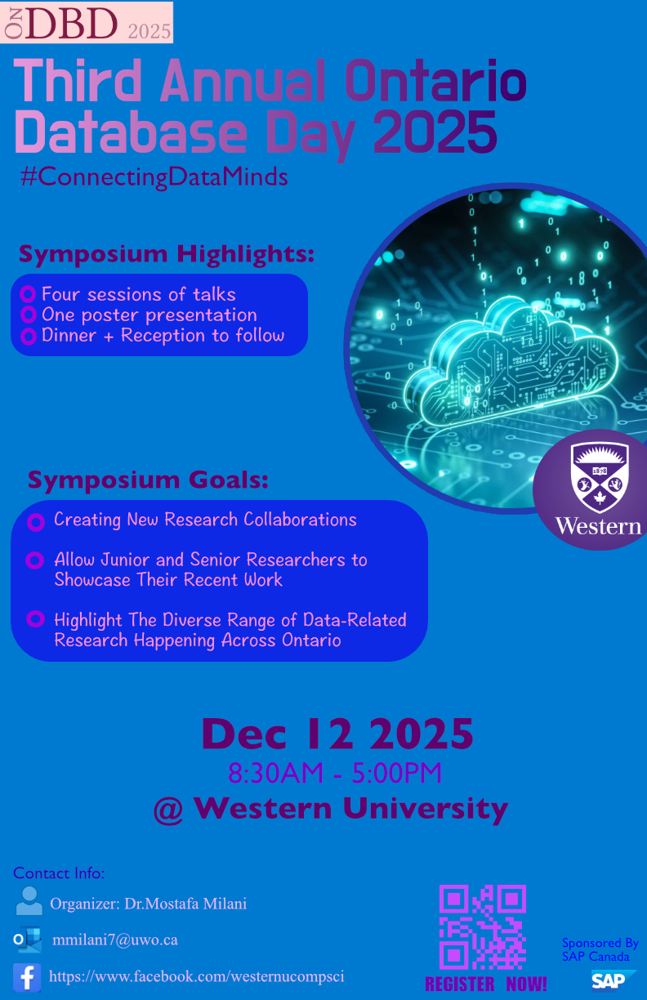 ON DBD 2025
Third Annual Ontario
Database Day 2025
#ConnectingDataMinds
Symposium Highlights:
Four sessions of talks
One poster presentation
Dinner + Reception to follow
1878
Western
Symposium Goals:
Creating New Research Collaborations
Allow Junior and Senior Researchers to
Showcase Their Recent Work
Highlight The Diverse Range of Data-Related
Research Happening Across Ontario
Dec 12 2025
8:30AM - 5:00PM
@ Western University
Contact Info:
Organizer: Dr.Mostafa Milani
mmilani7@uwo.ca
https://www.facebook.com/westernucompsci
REGISTER NOW!
Sponsored By
SAP Canada
SAP